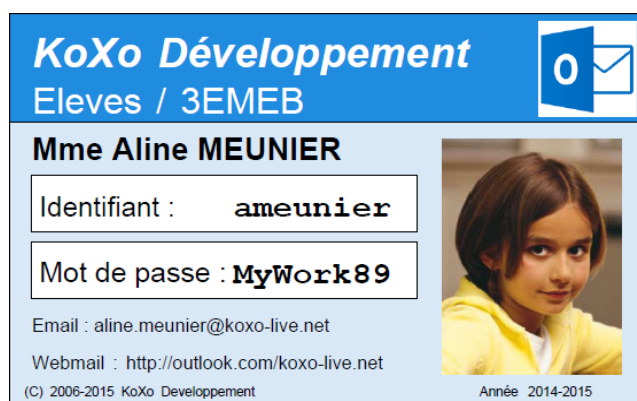 KoXo Développement
Eleves / 3EMEB
Mme Aline MEUNIER
Identifiant : ameunier
Mot de passe : MyWork89
Email : aline.meunier@koxo-live.net
Webmail : http://outlook.com/koxo-live.net
(C) 2006-2015 KoXo Developpement
Année 2014-2015